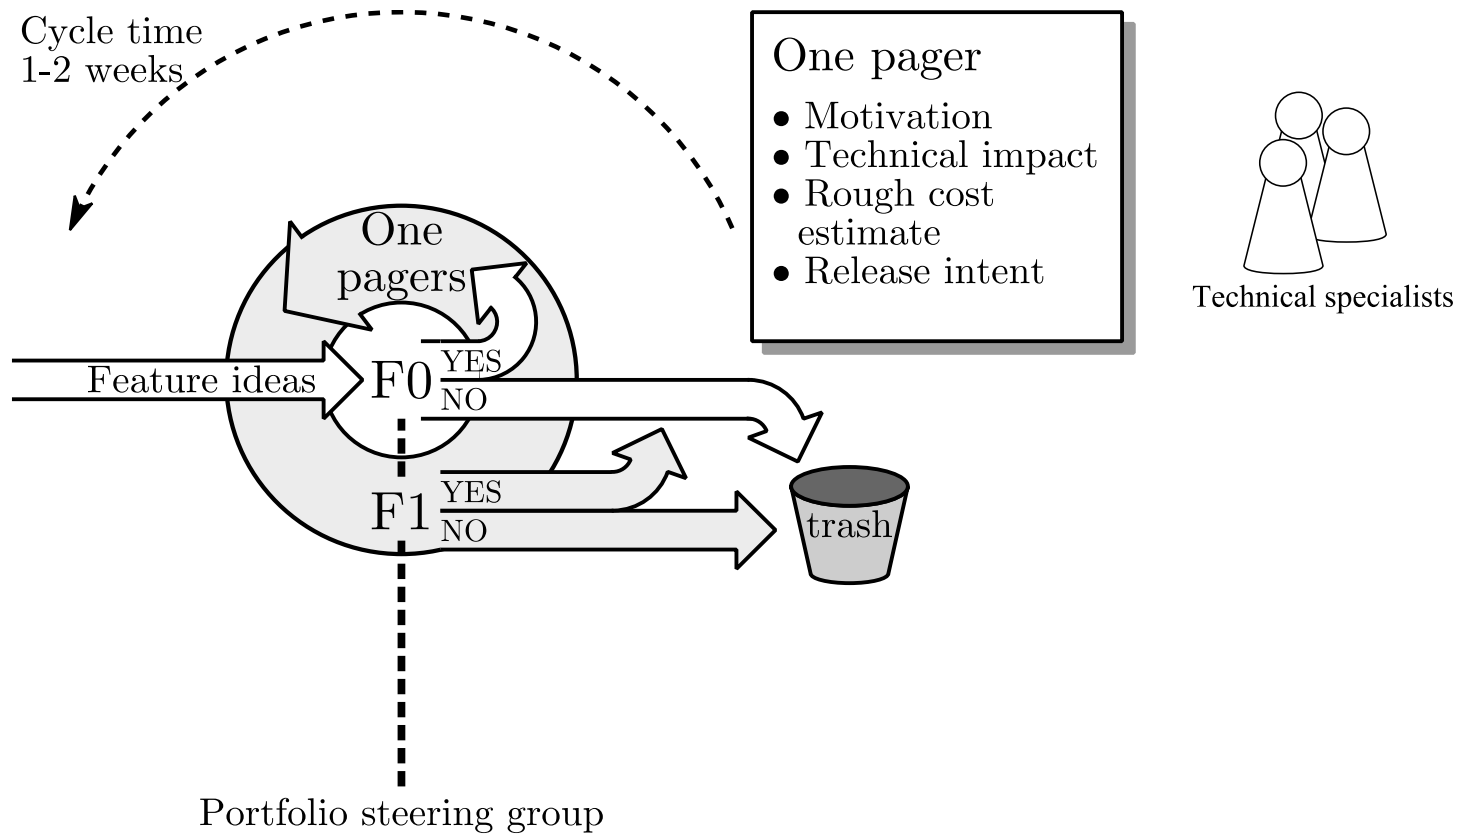 Cycle time
1-2 weeks
One pager
● Motivation
● Technical impact
● Rough cost
estimate
● Release intent
Technical specialists
One
pagers
Feature ideas
F0
YES
NO
F1
YES
NO
trash
Portfolio steering group